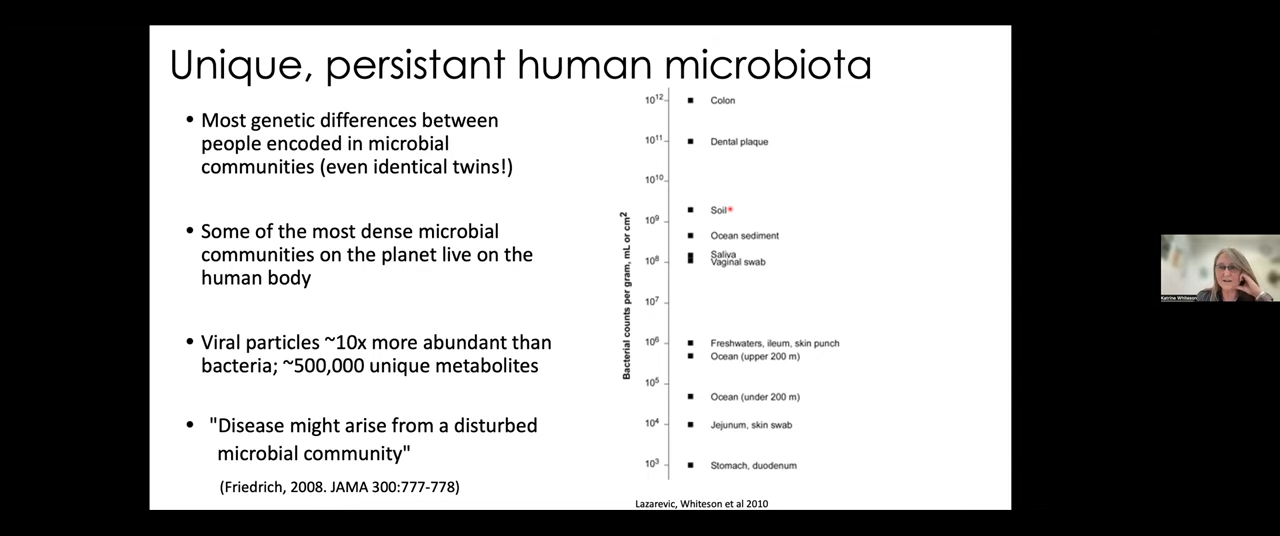 Unique, persistant human microbiota
• Most genetic differences between
people encoded in microbial
communities (even identical twins!)
• Some of the most dense microbial
communities on the planet live on the
human body
• Viral particles ~10x more abundant than
bacteria; ~500,000 unique metabolites
• "Disease might arise from a disturbed
microbial community"
(Friedrich, 2008. JAMA 300:777-778)
Bacterial counts per gram, mL or cm²
10¹² Colon
10¹¹ Dental plaque
10¹⁰
Soil
10⁹
Ocean sediment
Saliva
10⁸ Vaginal swab
10⁷
10⁶ Freshwaters, ileum, skin punch
Ocean (upper 200 m)
10⁵
Ocean (under 200 m)
10⁴ Jejunum, skin swab
10³ Stomach, duodenum
Lazarevic, Whiteson et al 2010
Katrine Whiteson